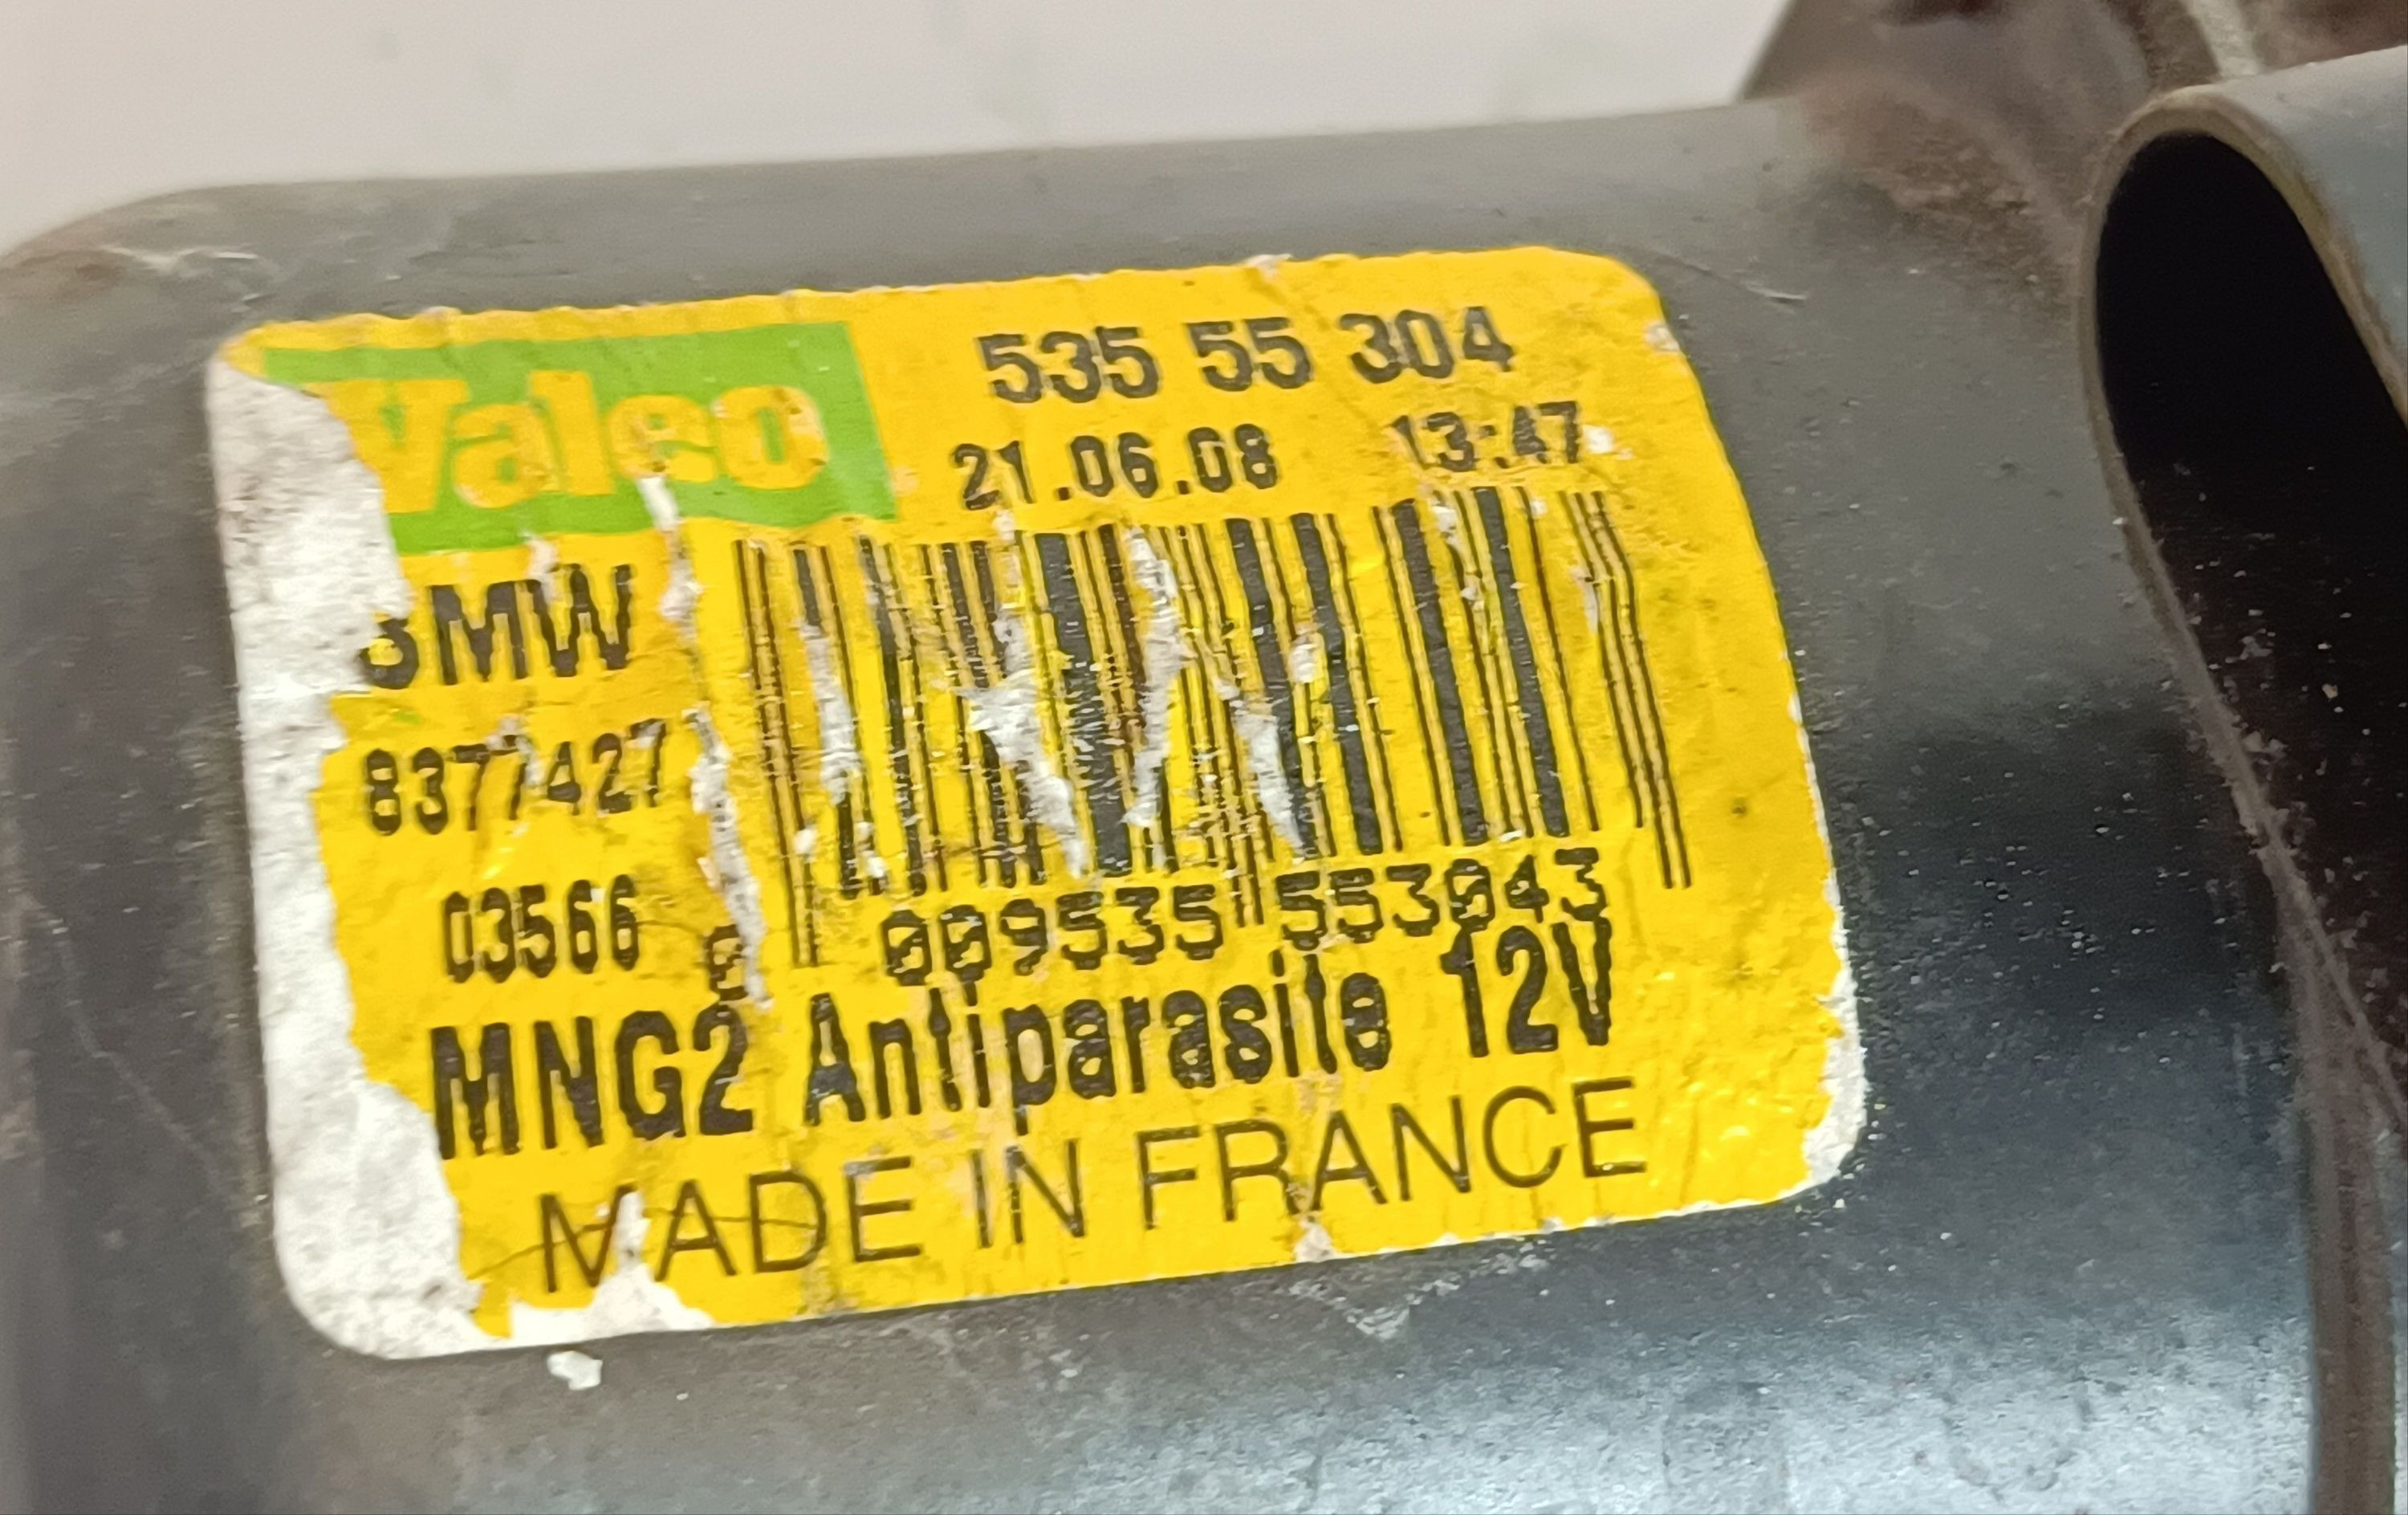 Valeo
535 55 304
21.06.08 13:47
BMW
8377427
03566
0 009535 553043
MNG2 Antiparasite 12V
MADE IN FRANCE